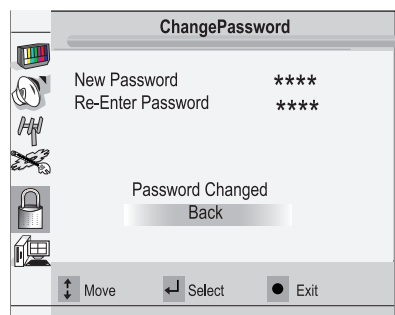 ChangePassword
New Password ****
Re-Enter Password ****
Password Changed
Back
Move Select Exit